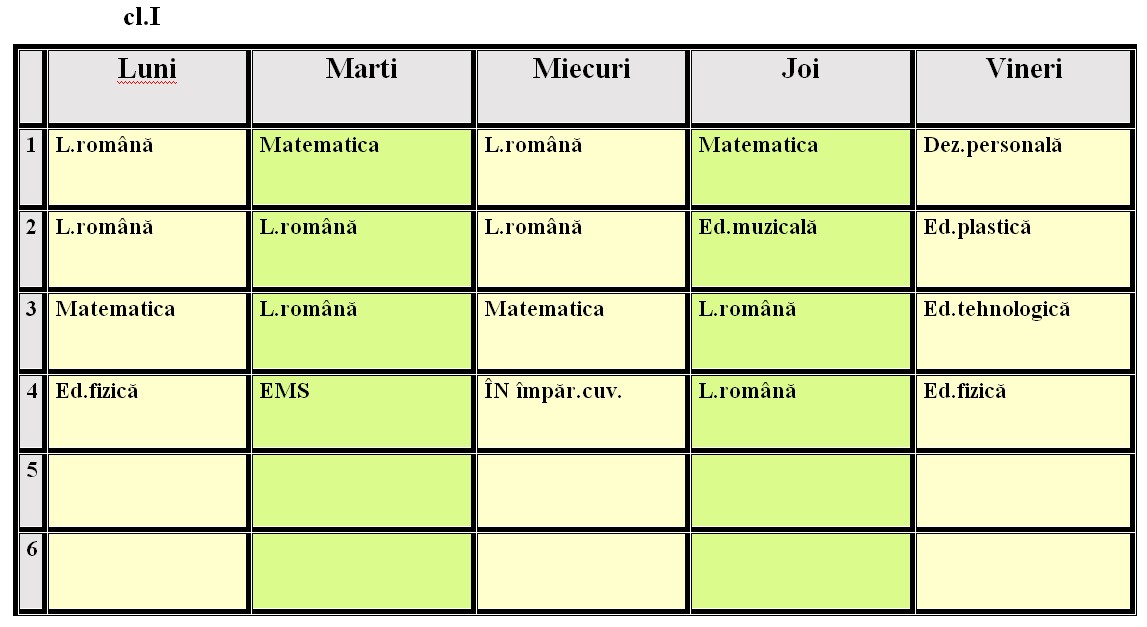 cl.I
Luni Marti Miecuri Joi Vineri
1 L.română Matematica L.română Matematica Dez.personală
2 L.română L.română L.română Ed.muzicală Ed.plastică
3 Matematica L.română Matematica L.română Ed.tehnologică
4 Ed.fizică EMS ÎN împăr.cuv. L.română Ed.fizică
5
6